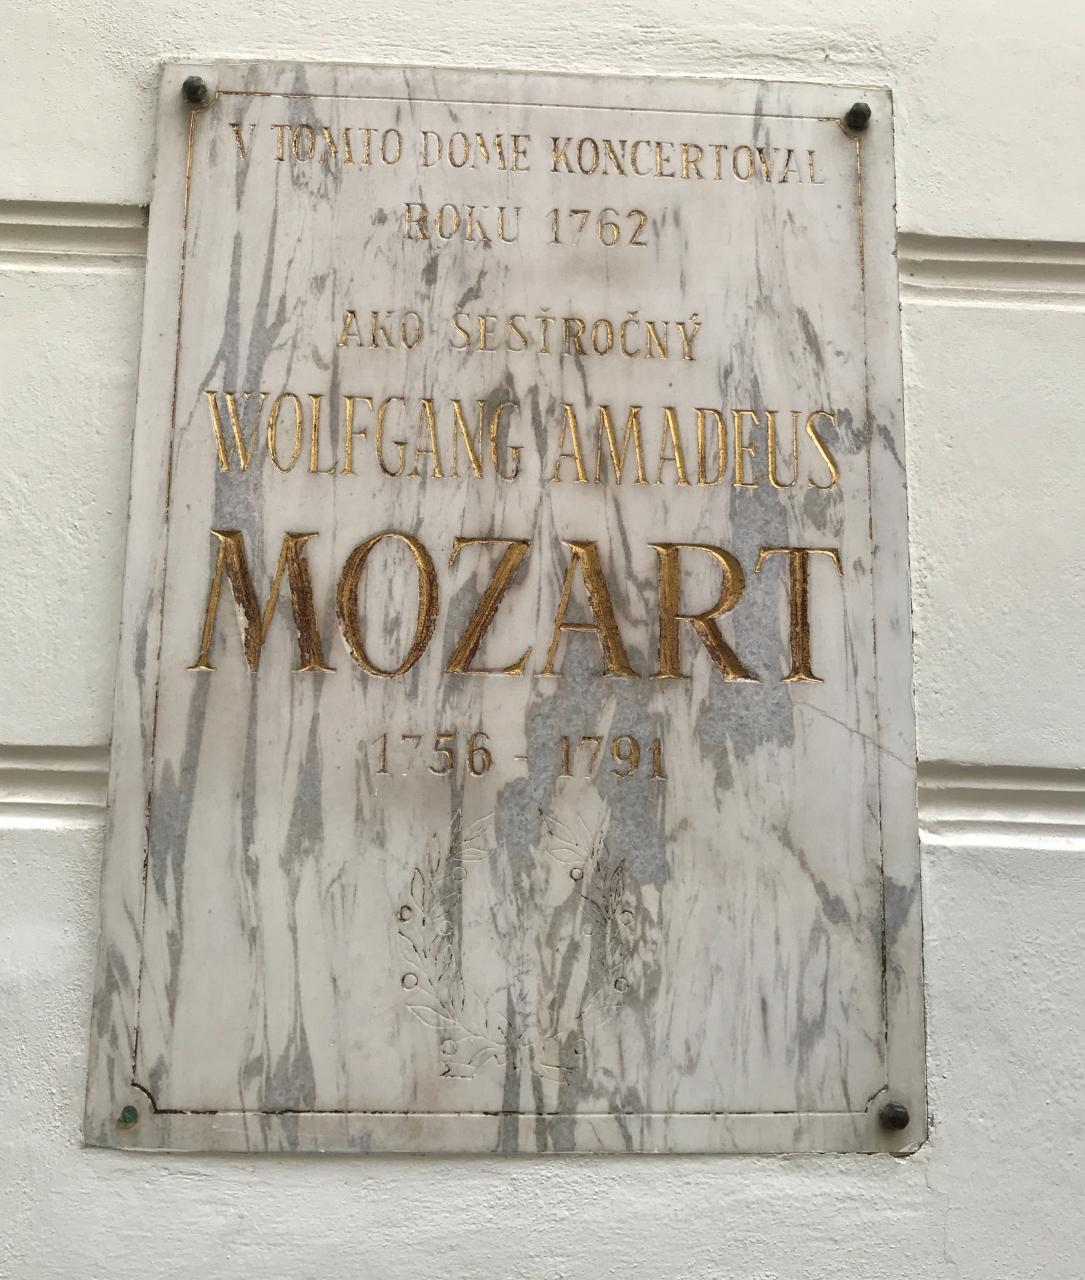 V TOMTO DOME KONCERTOVAL
ROKU 1762
AKO ŠESŤROČNÝ
WOLFGANG AMADEUS
MOZART
1756 - 1791